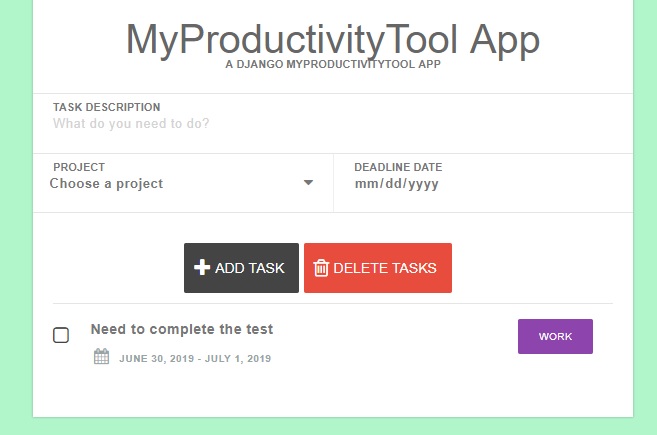 MyProductivityTool App
A DJANGO MYPRODUCTIVITYTOOL APP
TASK DESCRIPTION
What do you need to do?
PROJECT
Choose a project
DEADLINE DATE
mm/dd/yyyy
ADD TASK
DELETE TASKS
Need to complete the test
WORK
JUNE 30, 2019 - JULY 1, 2019